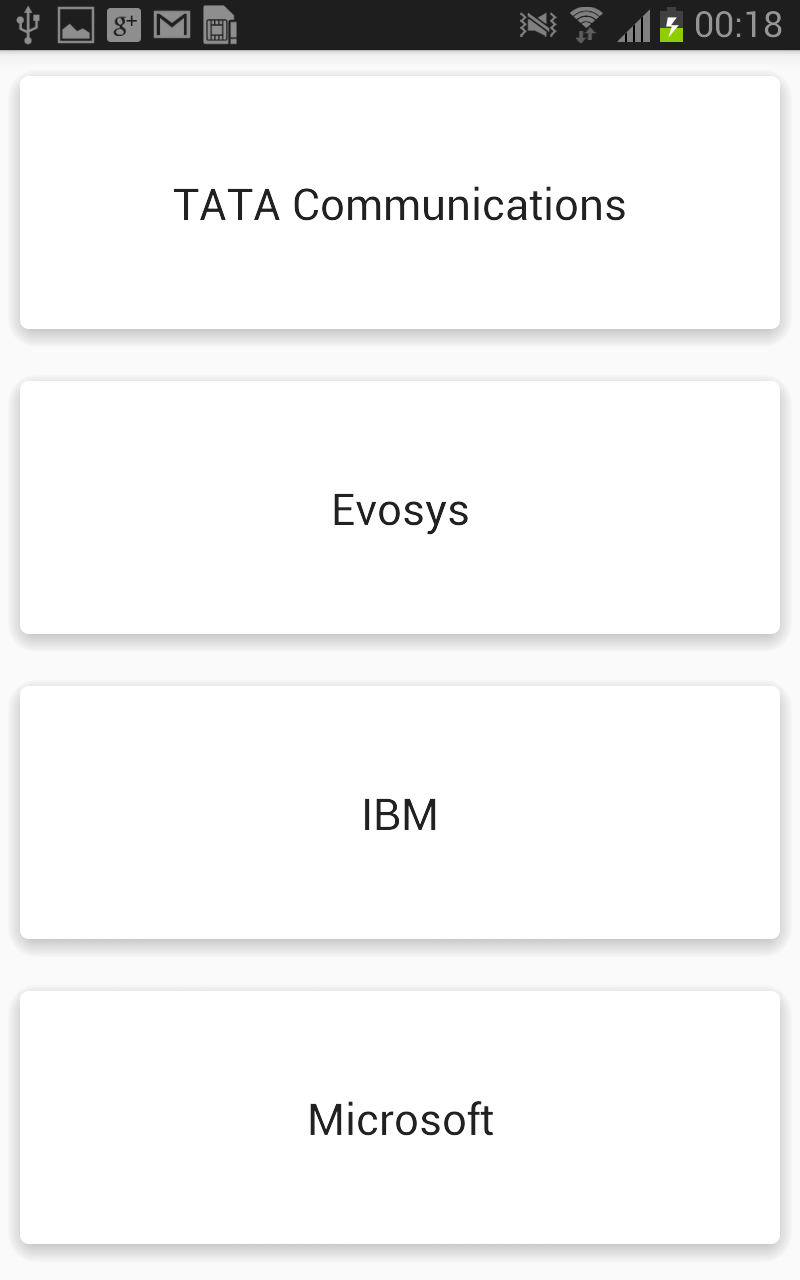 g+ 00:18
TATA Communications
Evosys
IBM
Microsoft